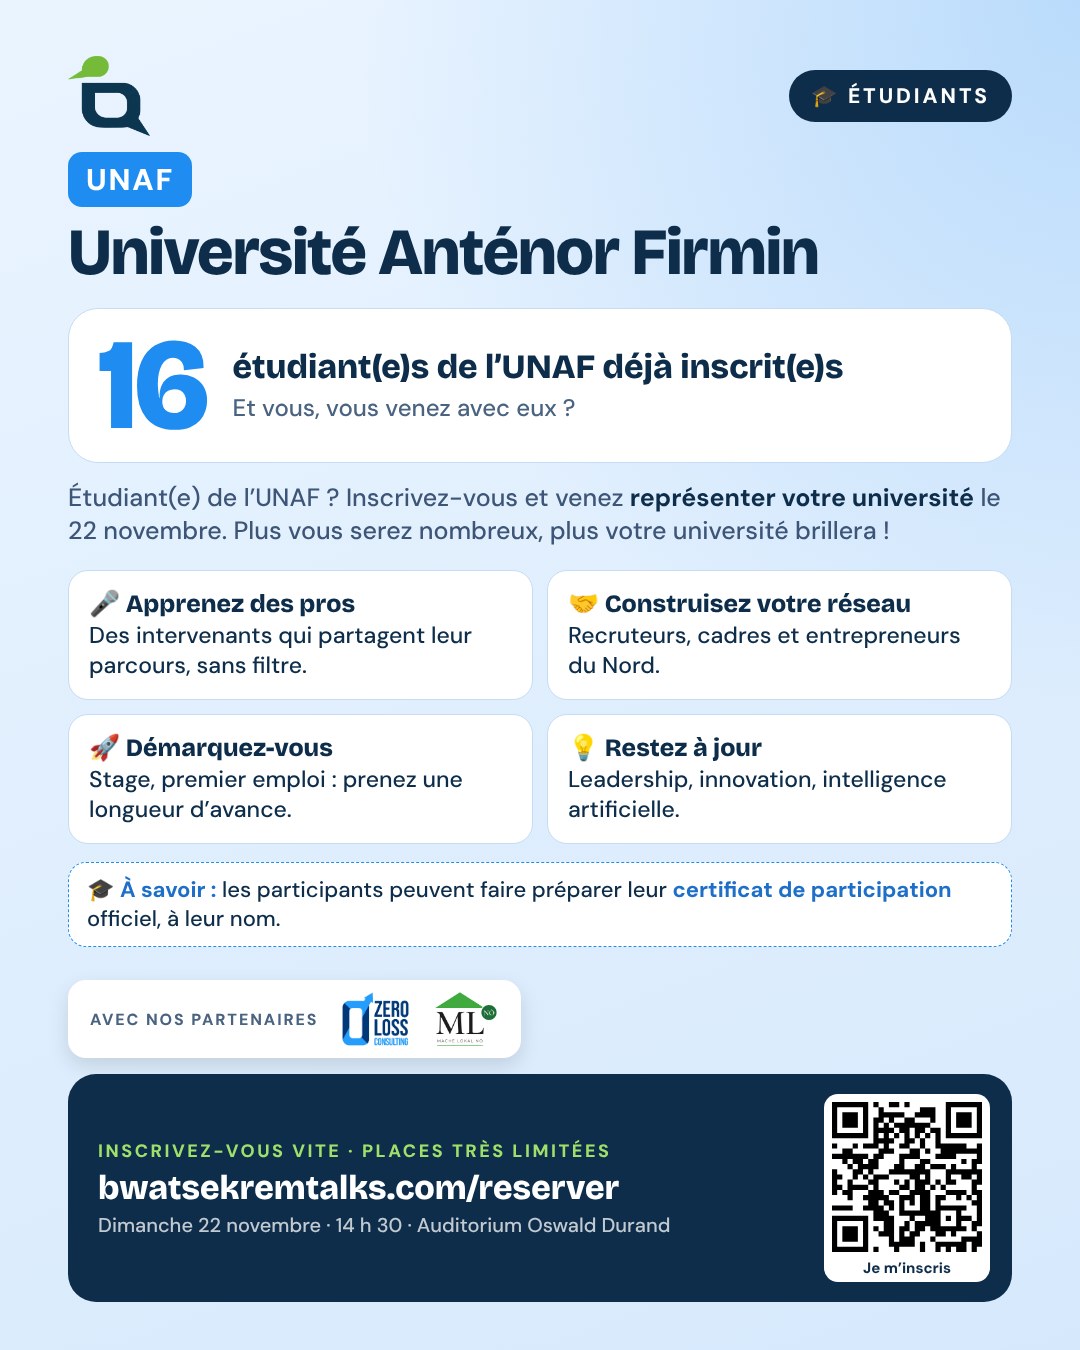 🎓 ÉTUDIANTS
UNAF
Université Anténor Firmin
16
étudiant(e)s de l’UNAF déjà inscrit(e)s
Et vous, vous venez avec eux ?
Étudiant(e) de l’UNAF ? Inscrivez-vous et venez représenter votre université le
22 novembre. Plus vous serez nombreux, plus votre université brillera !
🎤 Apprenez des pros
Des intervenants qui partagent leur
parcours, sans filtre.
🤝 Construisez votre réseau
Recruteurs, cadres et entrepreneurs
du Nord.
🚀 Démarquez-vous
Stage, premier emploi : prenez une
longueur d’avance.
💡 Restez à jour
Leadership, innovation, intelligence
artificielle.
🎓 À savoir : les participants peuvent faire préparer leur certificat de participation
officiel, à leur nom.
AVEC NOS PARTENAIRES
ZERO
LOSS
CONSULTING
ML
NÒ
MACHÉ LOKAL NÒ
INSCRIVEZ-VOUS VITE · PLACES TRÈS LIMITÉES
bwatsekremtalks.com/reserver
Dimanche 22 novembre · 14 h 30 · Auditorium Oswald Durand
Je m’inscris